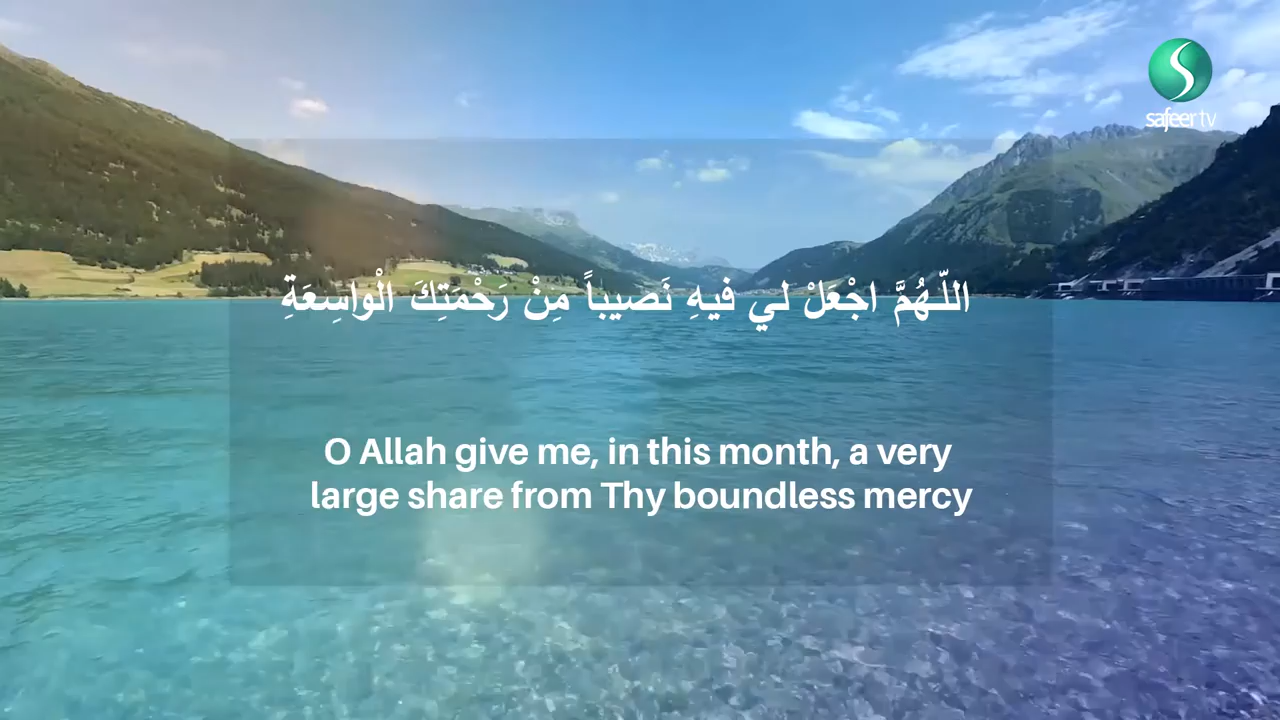 safeer tv
اللّـهُمَّ اجْعَلْ لي فيهِ نَصيباً مِنْ رَحْمَتِكَ الْواسِعَةِ
O Allah give me, in this month, a very
large share from Thy boundless mercy